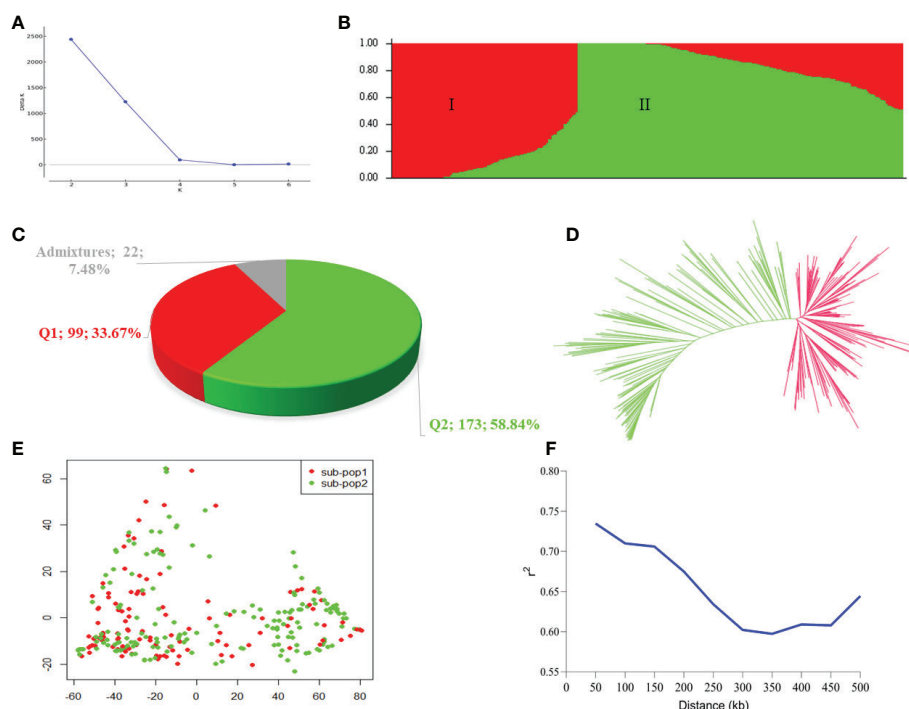 A
2500
2000
1500
1000
500
0
Delta K
2
3
4
5
6
K
B
1.00
0.80
0.60
0.40
0.20
0.00
I
II
C
Admixtures; 22;
7.48%
Q1; 99; 33.67%
Q2; 173; 58.84%
D
E
60
40
20
0
-20
-60
-40
-20
0
20
40
60
80
sub-pop1
sub-pop2
F
0.80
0.75
0.70
0.65
0.60
0.55
r²
0
50
100
150
200
250
300
350
400
450
500
Distance (kb)